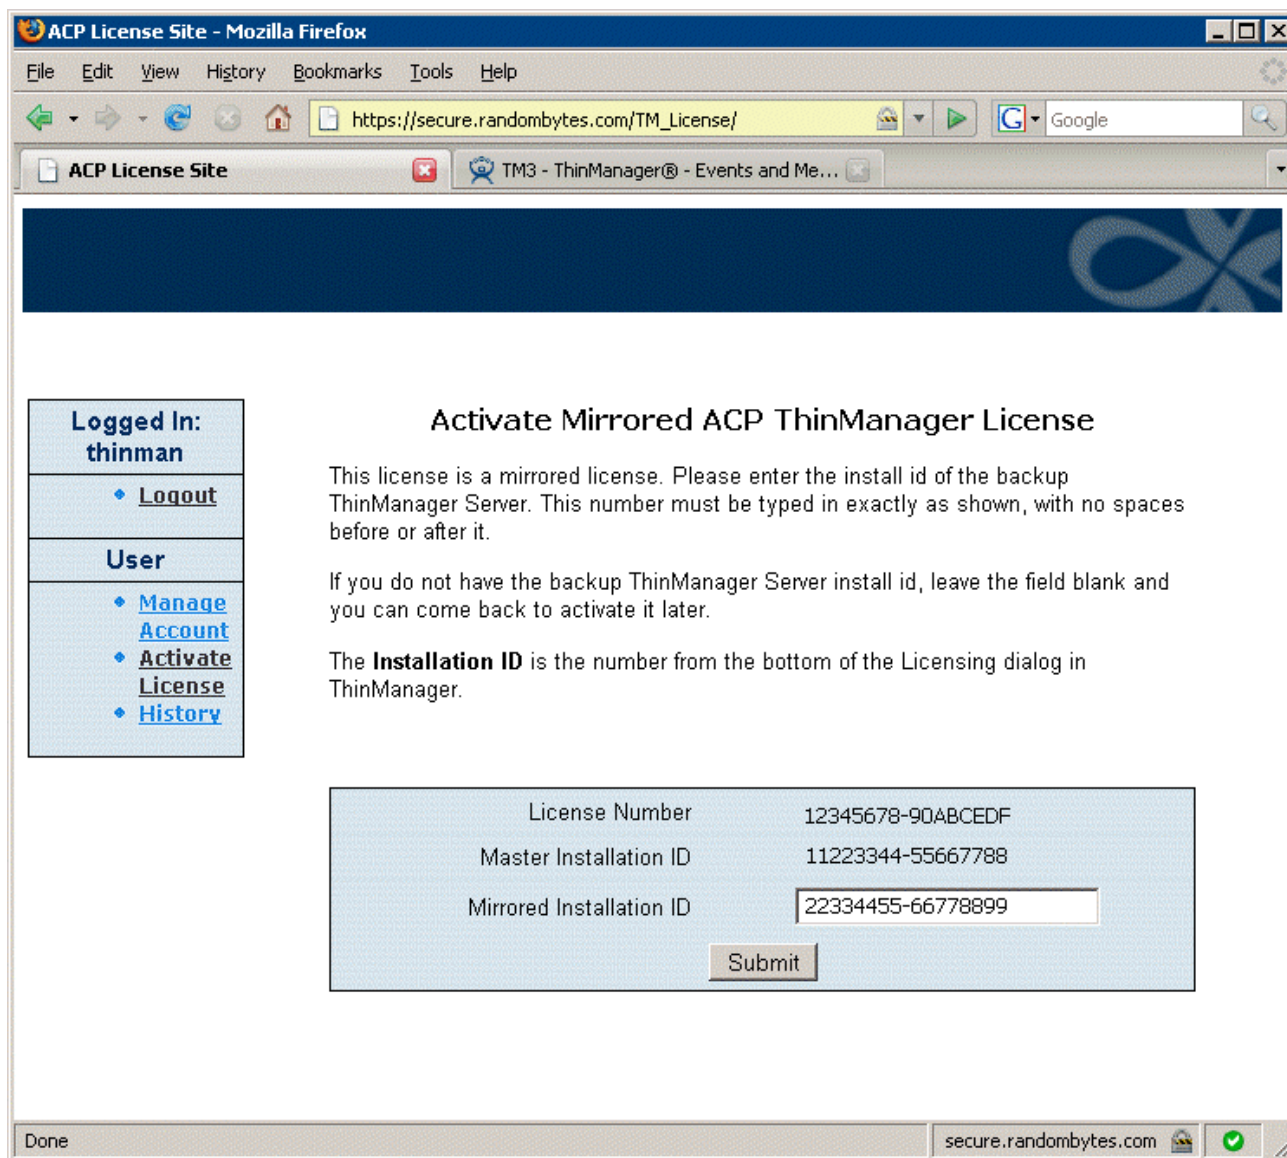 ACP License Site - Mozilla Firefox
File Edit View History Bookmarks Tools Help
https://secure.randombytes.com/TM_License/ G Google
ACP License Site TM3 - ThinManager® - Events and Me...
Logged In:
thinman
Logout
User
Manage
Account
Activate
License
History
Activate Mirrored ACP ThinManager License
This license is a mirrored license. Please enter the install id of the backup
ThinManager Server. This number must be typed in exactly as shown, with no spaces
before or after it.
If you do not have the backup ThinManager Server install id, leave the field blank and
you can come back to activate it later.
The Installation ID is the number from the bottom of the Licensing dialog in
ThinManager.
License Number 12345678-90ABCEDF
Master Installation ID 11223344-55667788
Mirrored Installation ID 22334455-66778899
Submit
Done secure.randombytes.com